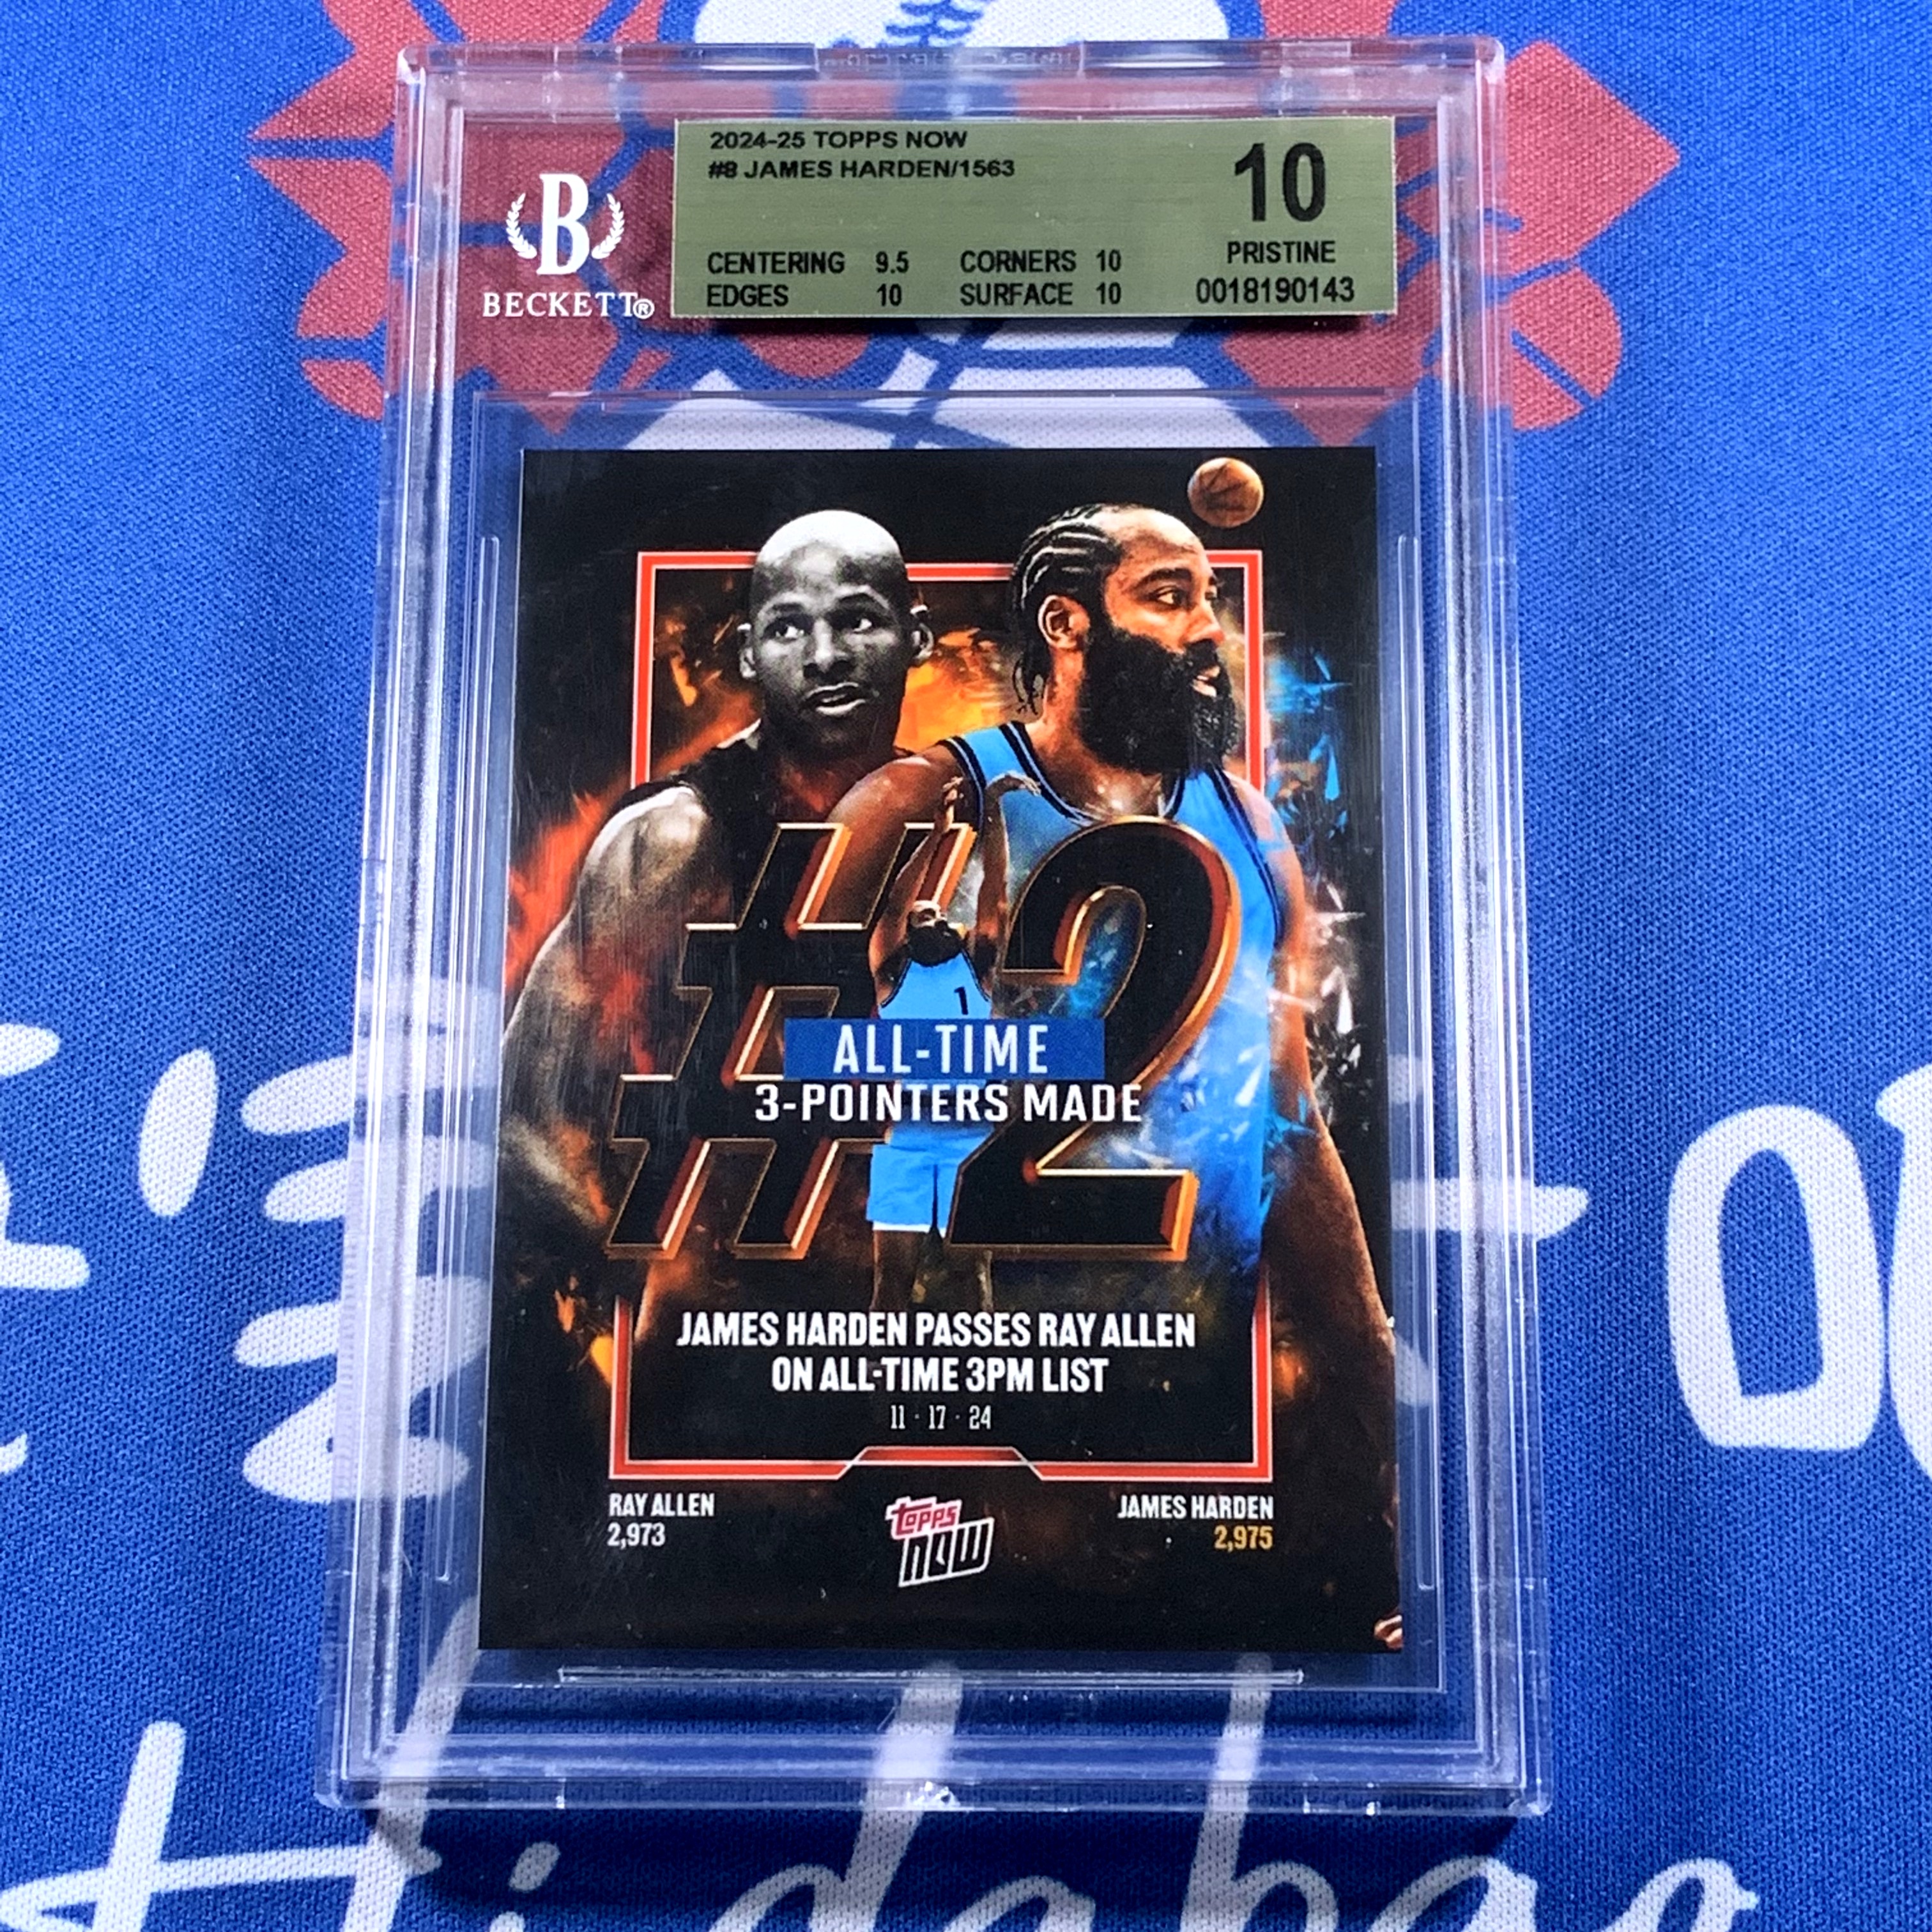 2024-25 TOPPS NOW
#8 JAMES HARDEN/1563
10
PRISTINE
0018190143
CENTERING 9.5 CORNERS 10
EDGES 10 SURFACE 10
B
BECKETT®
1
#2
ALL-TIME
3-POINTERS MADE
JAMES HARDEN PASSES RAY ALLEN
ON ALL-TIME 3PM LIST
11 · 17 · 24
RAY ALLEN
2,973
topps
now
JAMES HARDEN
2,975